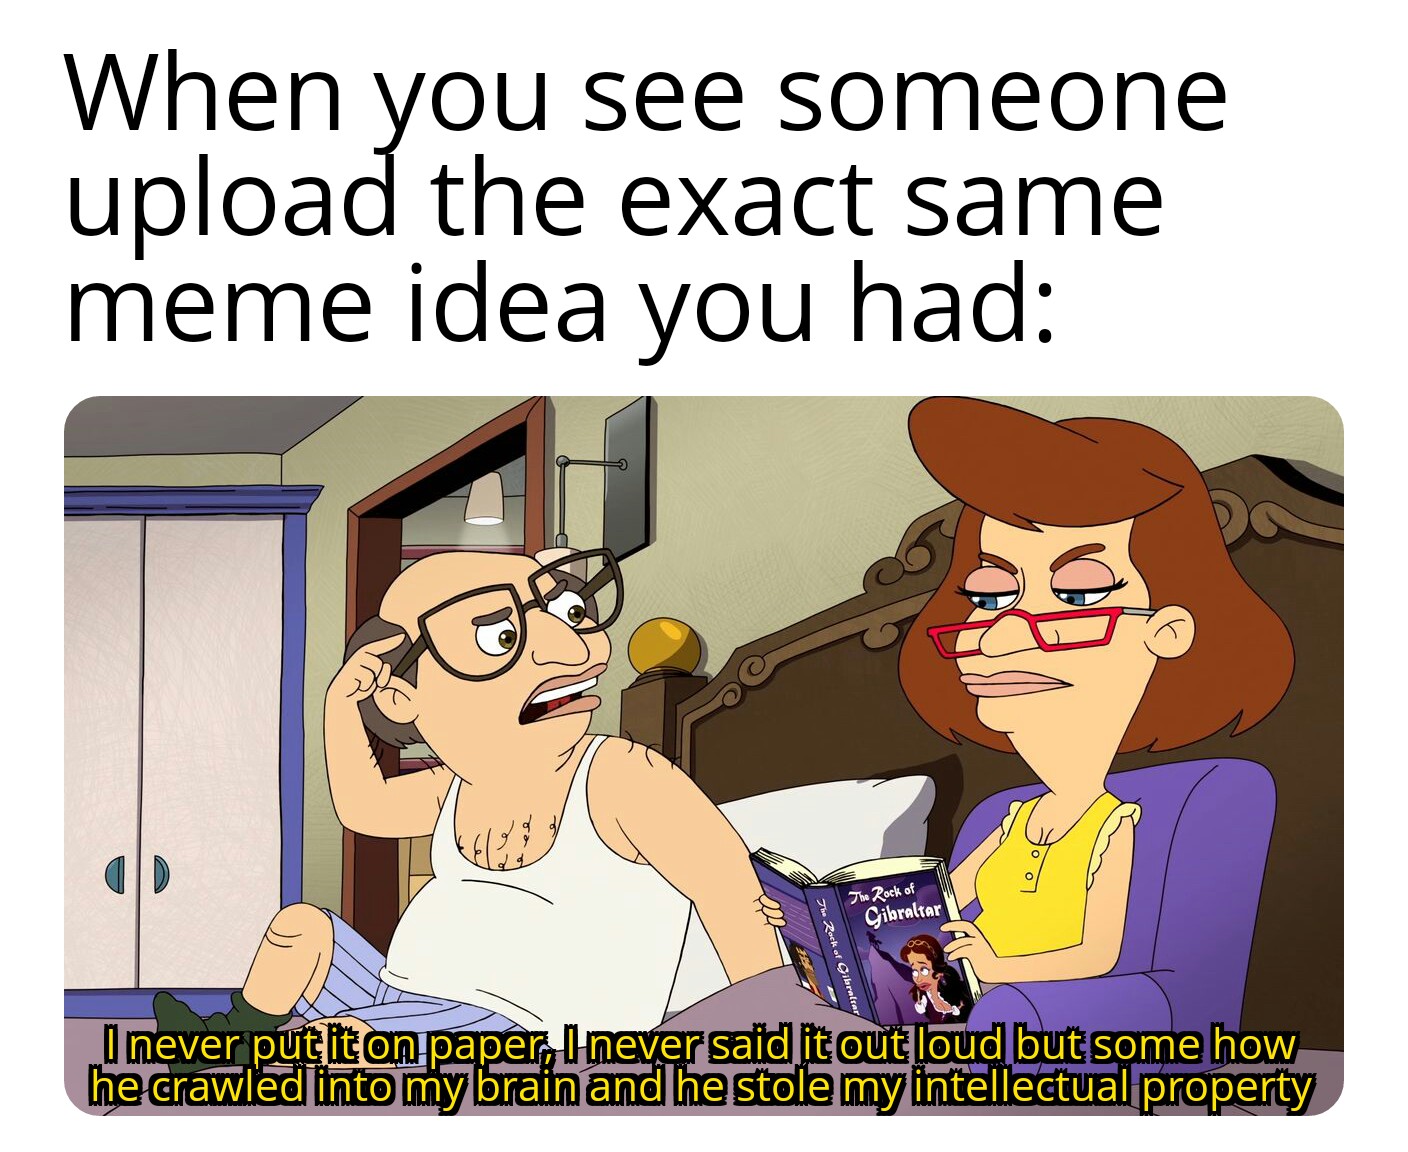 When you see someone
upload the exact same
meme idea you had:
The Rock of
Gibraltar
The Rock of Gibraltar
I never put it on paper, I never said it out loud but some how
he crawled into my brain and he stole my intellectual property